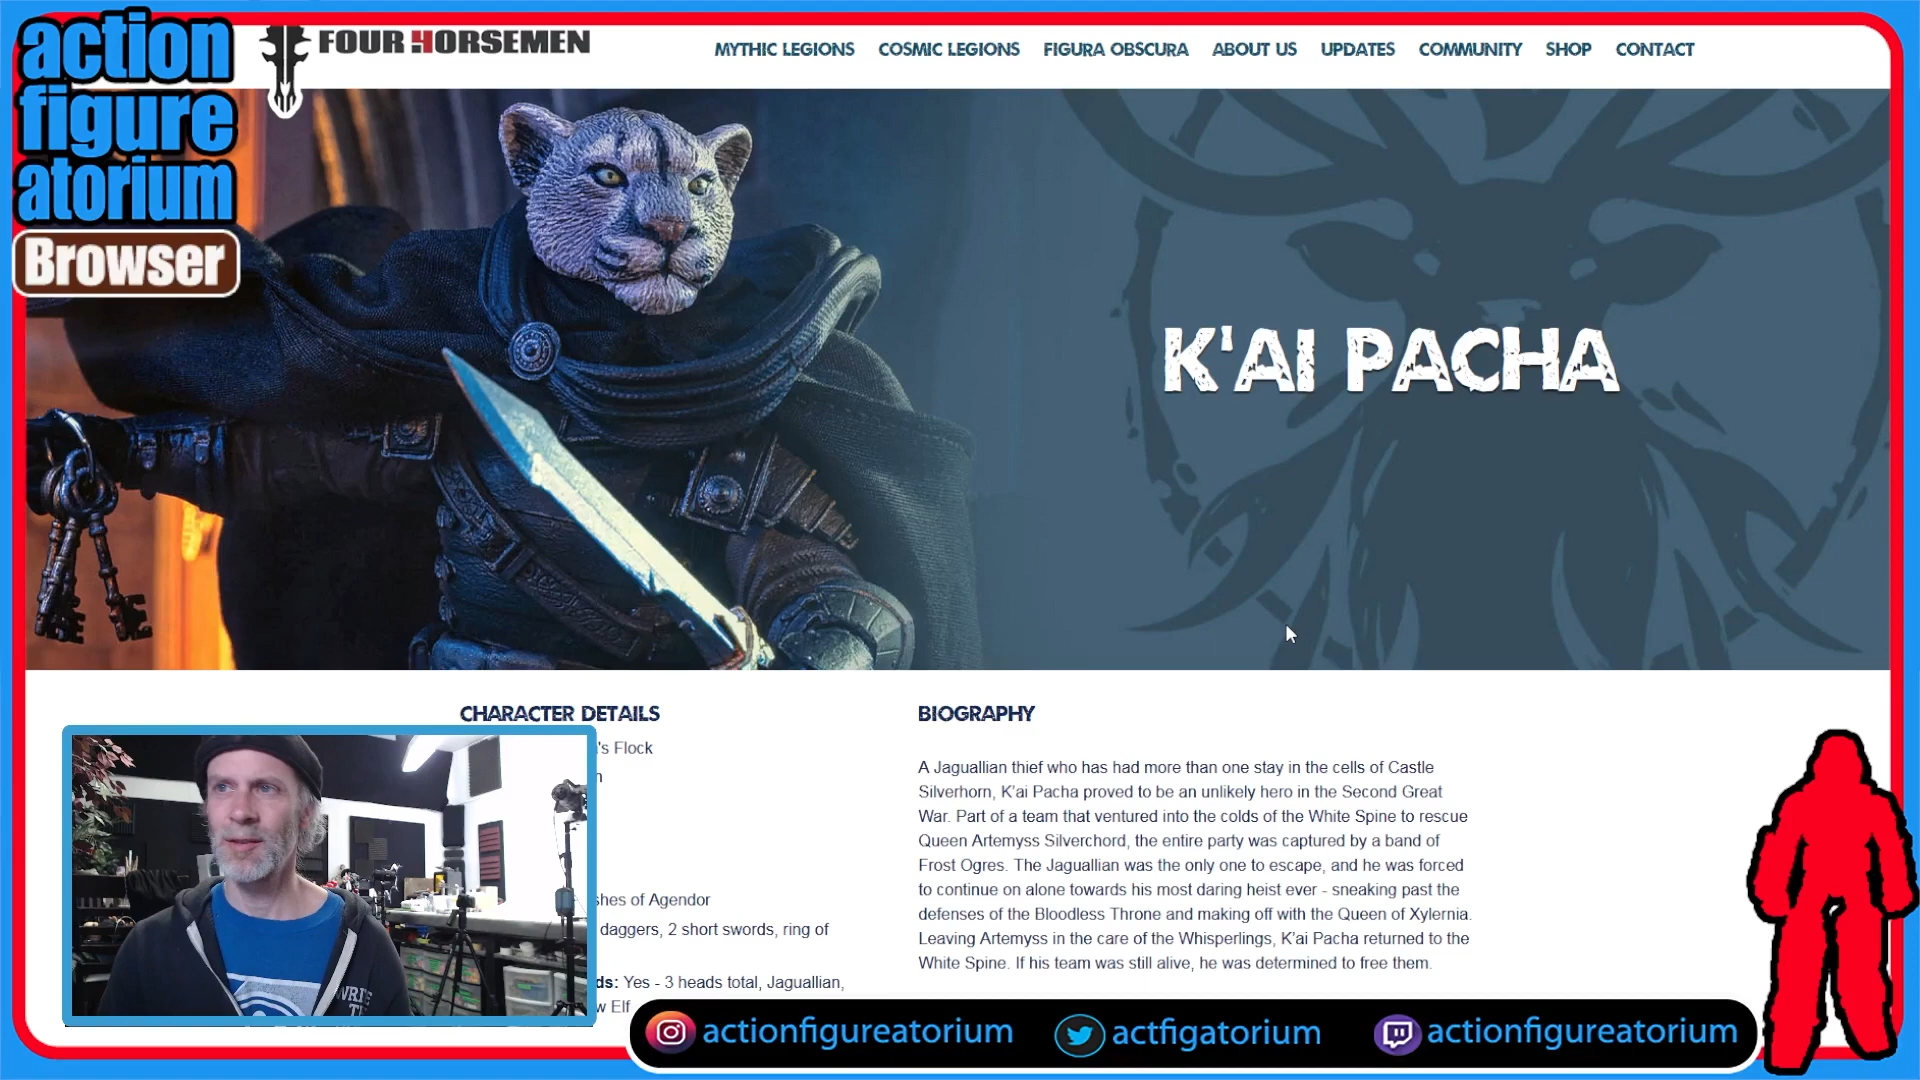 action
figure
atorium
Browser
FOUR HORSEMEN
MYTHIC LEGIONS COSMIC LEGIONS FIGURA OBSCURA ABOUT US UPDATES COMMUNITY SHOP CONTACT
K'AI PACHA
CHARACTER DETAILS
's Flock
n
shes of Agendor
daggers, 2 short swords, ring of
ds: Yes - 3 heads total, Jaguallian,
w Elf
BIOGRAPHY
A Jaguallian thief who has had more than one stay in the cells of Castle
Silverhorn, K'ai Pacha proved to be an unlikely hero in the Second Great
War. Part of a team that ventured into the colds of the White Spine to rescue
Queen Artemyss Silverchord, the entire party was captured by a band of
Frost Ogres. The Jaguallian was the only one to escape, and he was forced
to continue on alone towards his most daring heist ever - sneaking past the
defenses of the Bloodless Throne and making off with the Queen of Xylernia.
Leaving Artemyss in the care of the Whisperlings, K'ai Pacha returned to the
White Spine. If his team was still alive, he was determined to free them.
actionfigureatorium actfigatorium actionfigureatorium